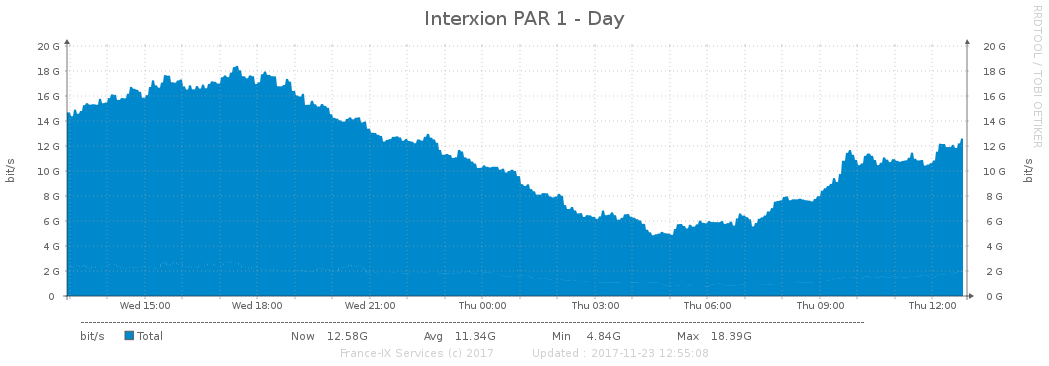 Interxion PAR 1 - Day
RRDTOOL / TOBI OETIKER
bit/s
20 G 20 G
18 G 18 G
16 G 16 G
14 G 14 G
12 G 12 G
10 G 10 G
8 G 8 G
6 G 6 G
4 G 4 G
2 G 2 G
0 0 G
bit/s
Wed 15:00 Wed 18:00 Wed 21:00 Thu 00:00 Thu 03:00 Thu 06:00 Thu 09:00 Thu 12:00
bit/s Total Now 12.58G Avg 11.34G Min 4.84G Max 18.39G
France-IX Services (c) 2017 Updated : 2017-11-23 12:55:08